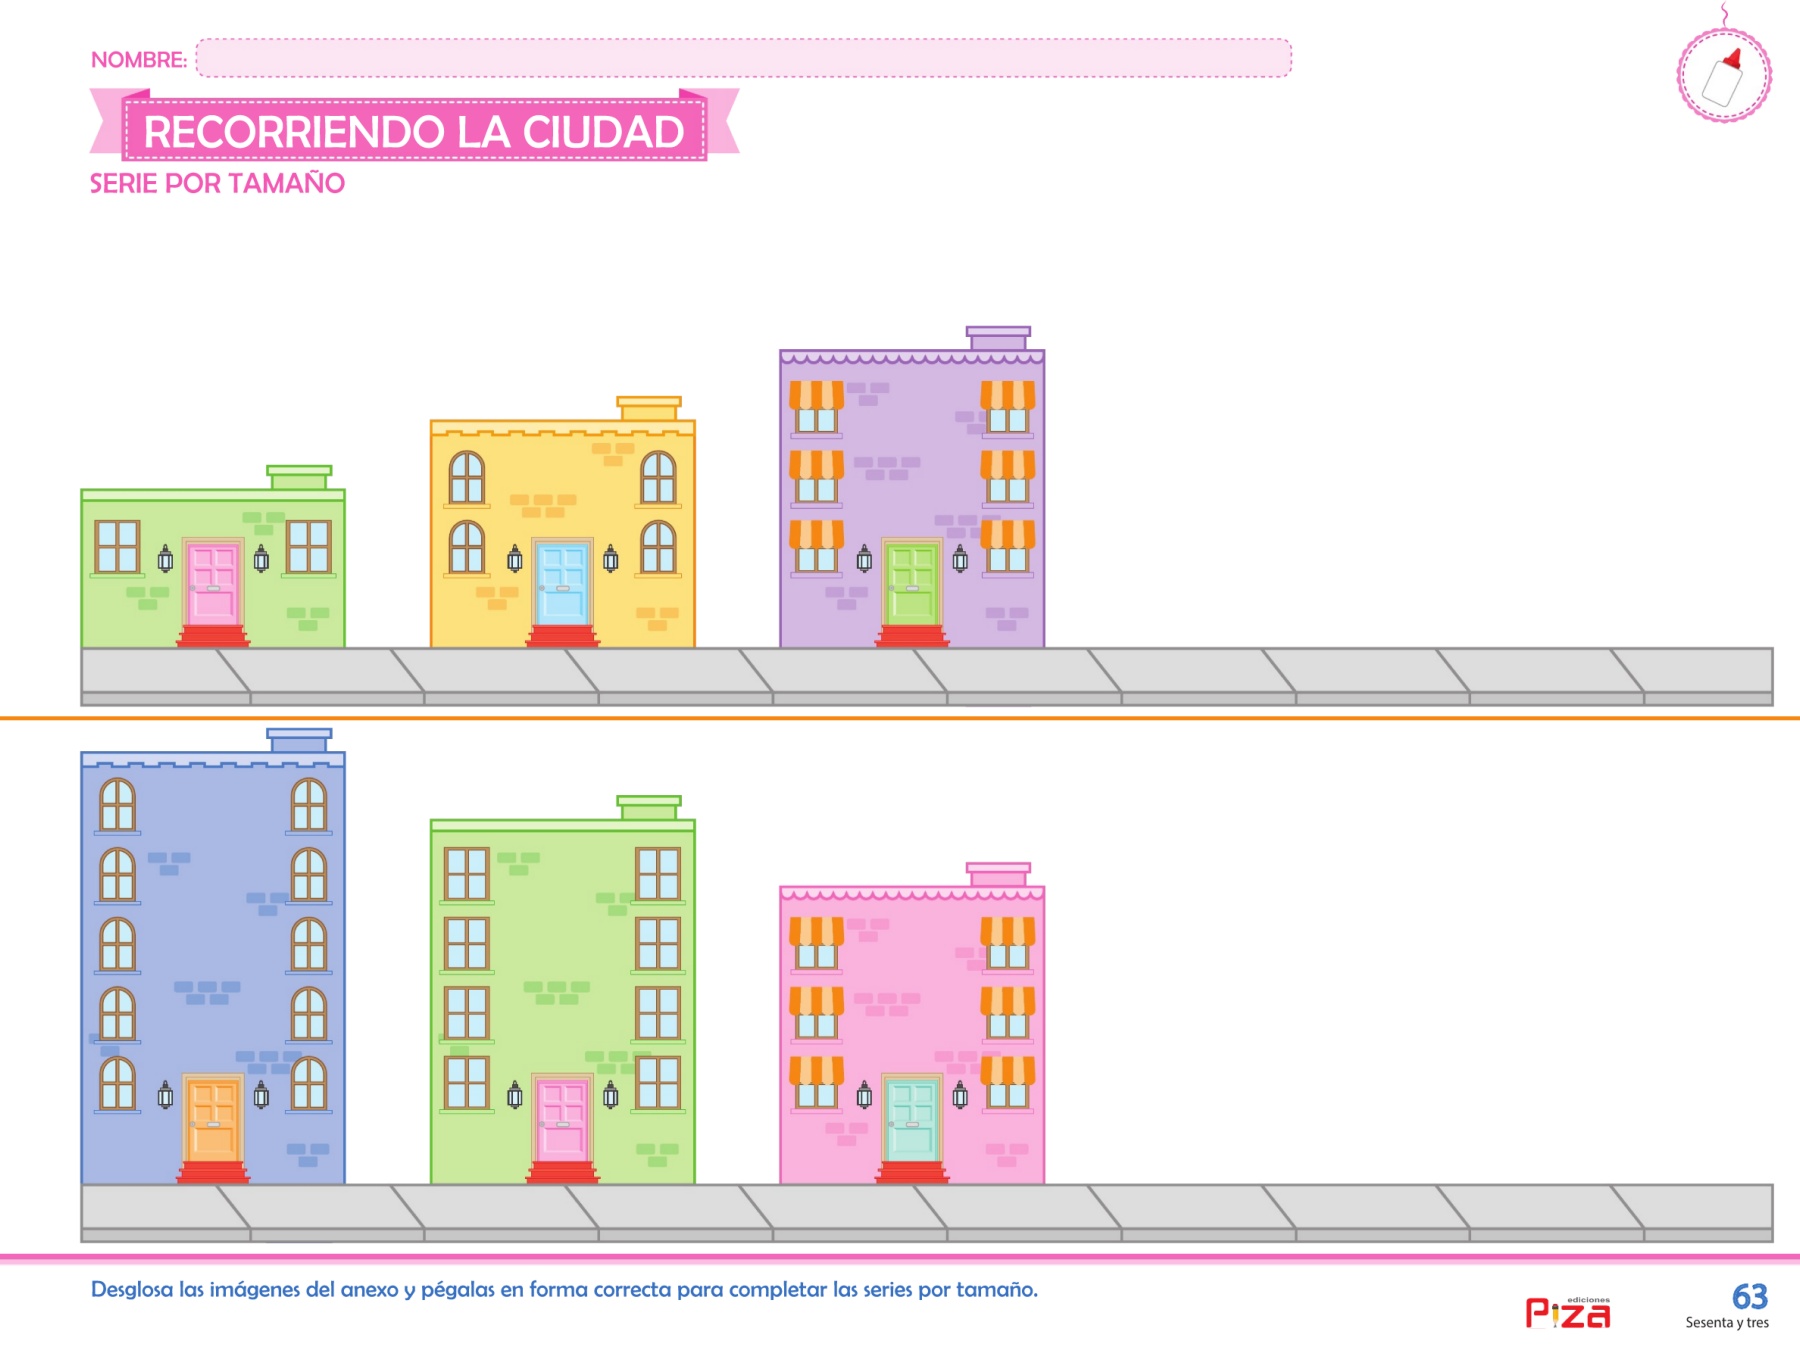 NOMBRE:
RECORRIENDO LA CIUDAD
SERIE POR TAMAÑO
Desglosa las imágenes del anexo y pégalas en forma correcta para completar las series por tamaño.
ediciones
Piza
63
Sesenta y tres